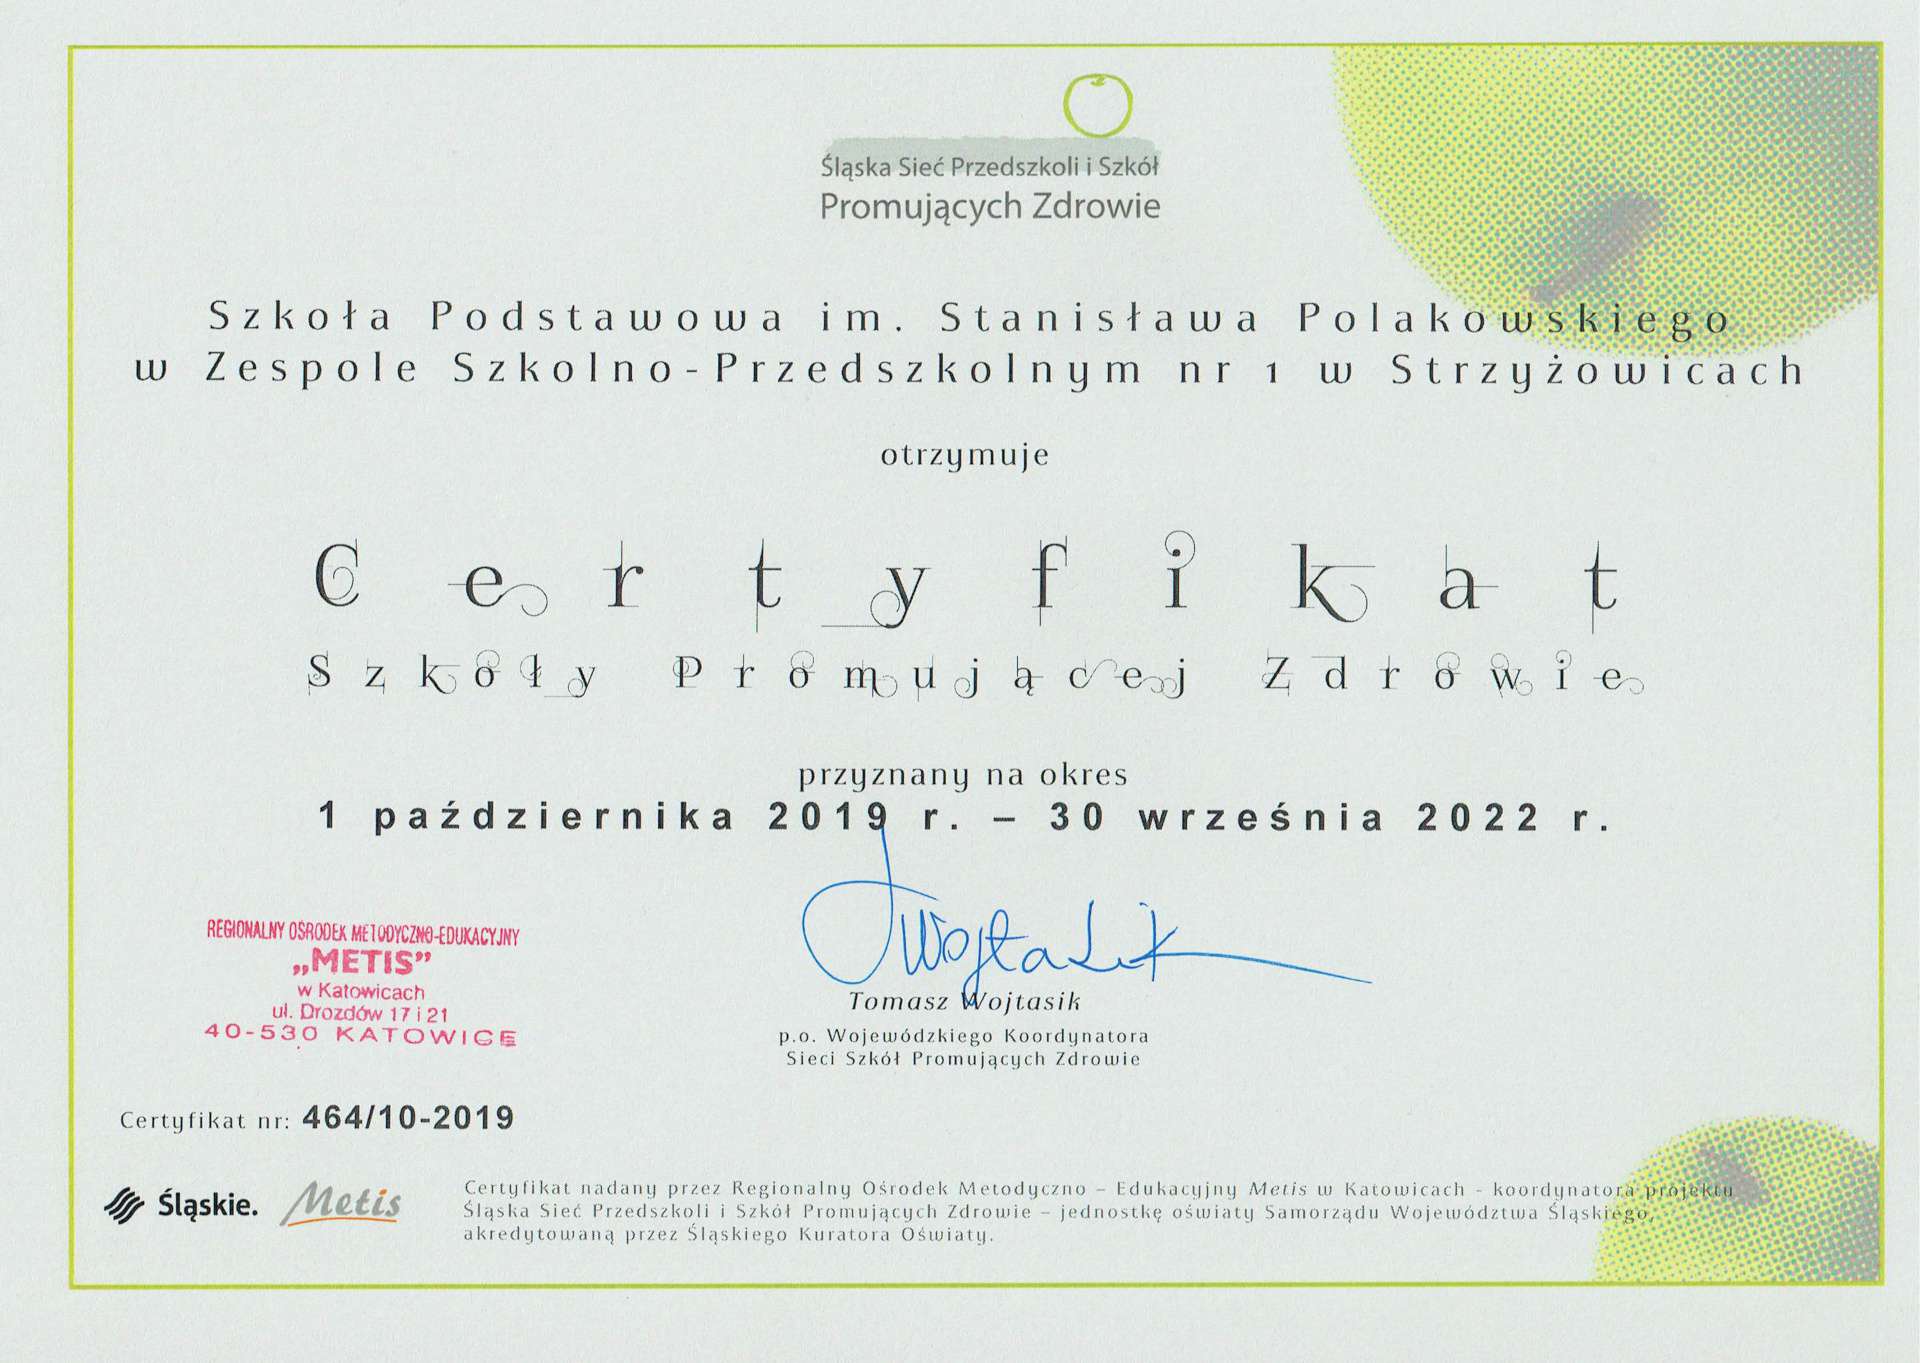 Śląska Sieć Przedszkoli i Szkół
Promujących Zdrowie
Szkoła Podstawowa im. Stanisława Polakowskiego
w Zespole Szkolno-Przedszkolnym nr 1 w Strzyżowicach
otrzymuje
Certyfikat
Szkoły Promującej Zdrowie
przyznany na okres
1 października 2019 r. – 30 września 2022 r.
REGIONALNY OŚRODEK METODYCZNO-EDUKACYJNY
„METIS”
w Katowicach
ul. Drozdów 17 i 21
40-530 KATOWICE
TWojtasik
Tomasz Wojtasik
p.o. Wojewódzkiego Koordynatora
Sieci Szkół Promujących Zdrowie
Certyfikat nr: 464/10-2019
Śląskie.
Metis
Certyfikat nadany przez Regionalny Ośrodek Metodyczno – Edukacyjny Metis w Katowicach - koordynatora projektu
Śląska Sieć Przedszkoli i Szkół Promujących Zdrowie – jednostkę oświaty Samorządu Województwa Śląskiego,
akredytowaną przez Śląskiego Kuratora Oświaty.